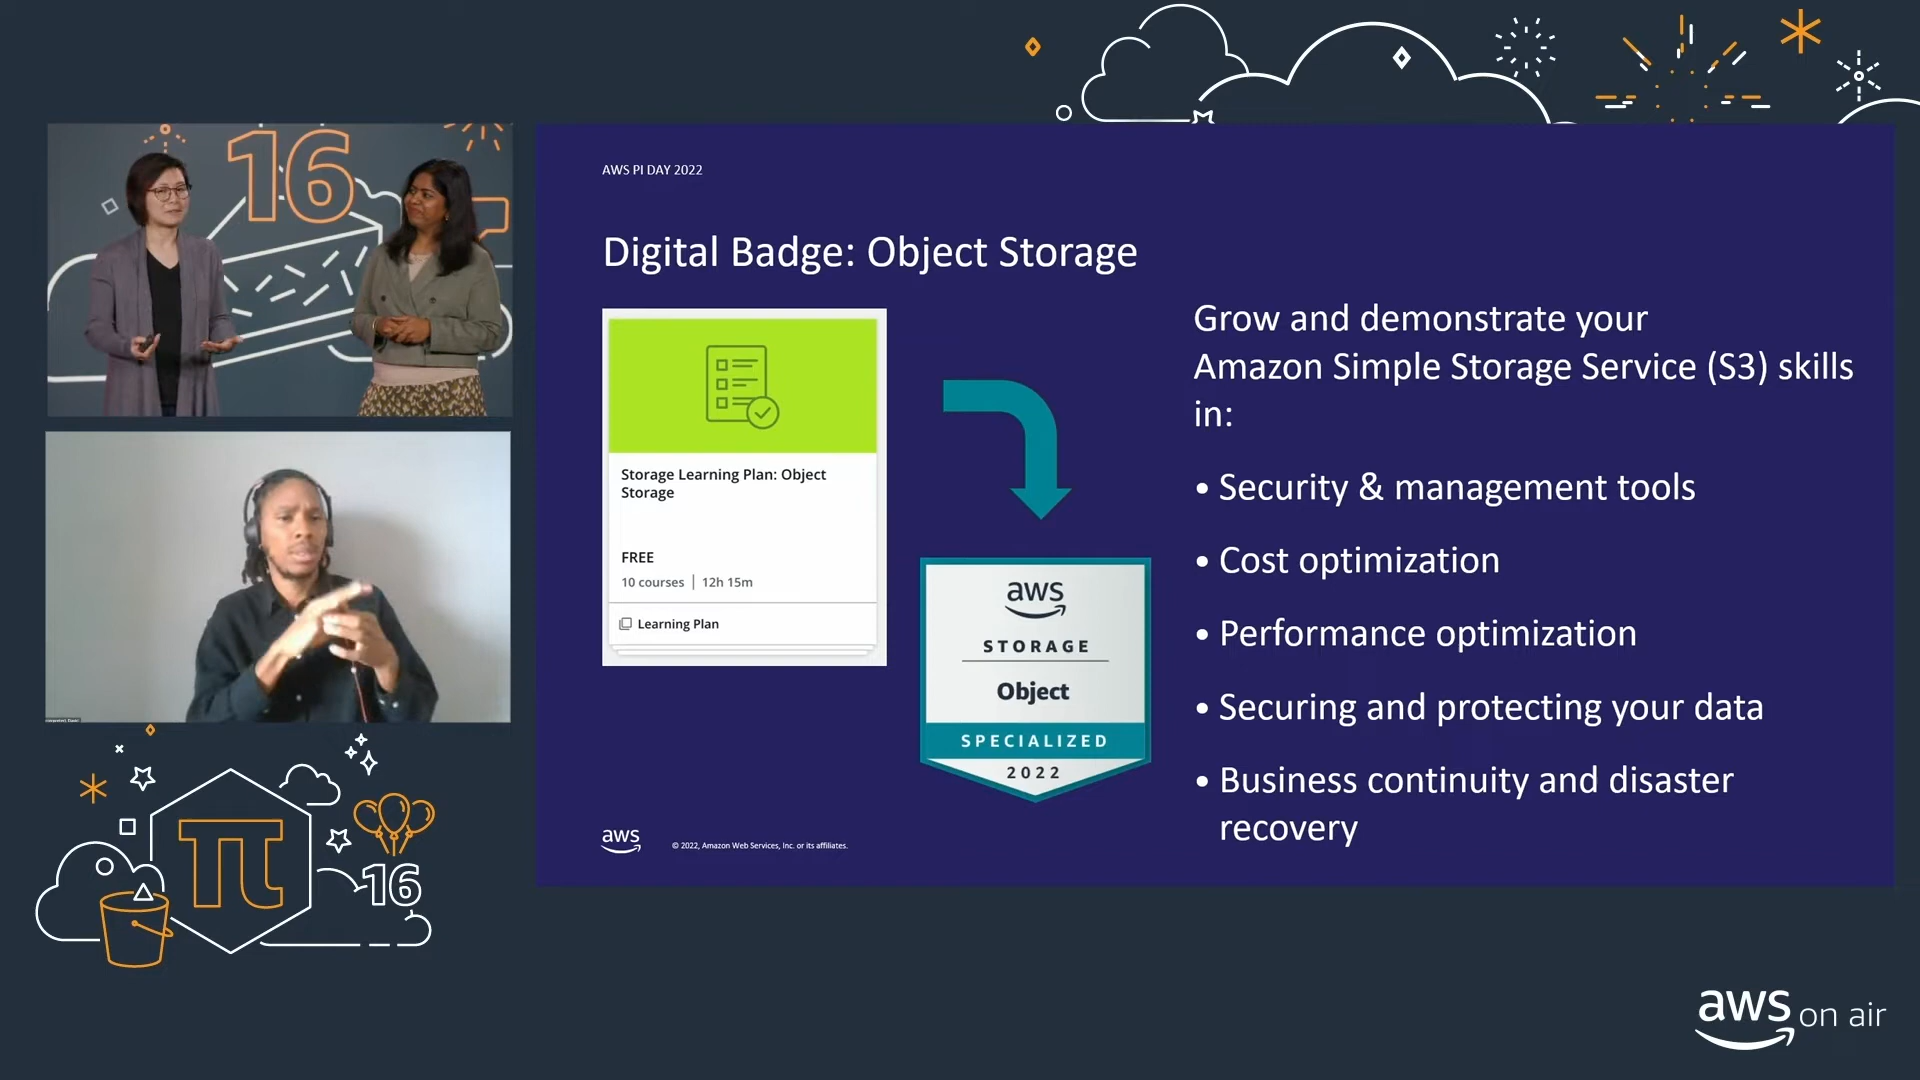 16
AWS PI DAY 2022
Digital Badge: Object Storage
Storage Learning Plan: Object
Storage
FREE
10 courses | 12h 15m
Learning Plan
aws
STORAGE
Object
SPECIALIZED
2022
Grow and demonstrate your
Amazon Simple Storage Service (S3) skills
in:
• Security & management tools
• Cost optimization
• Performance optimization
• Securing and protecting your data
• Business continuity and disaster
recovery
aws
© 2022, Amazon Web Services, Inc. or its affiliates.
π
16
aws on air